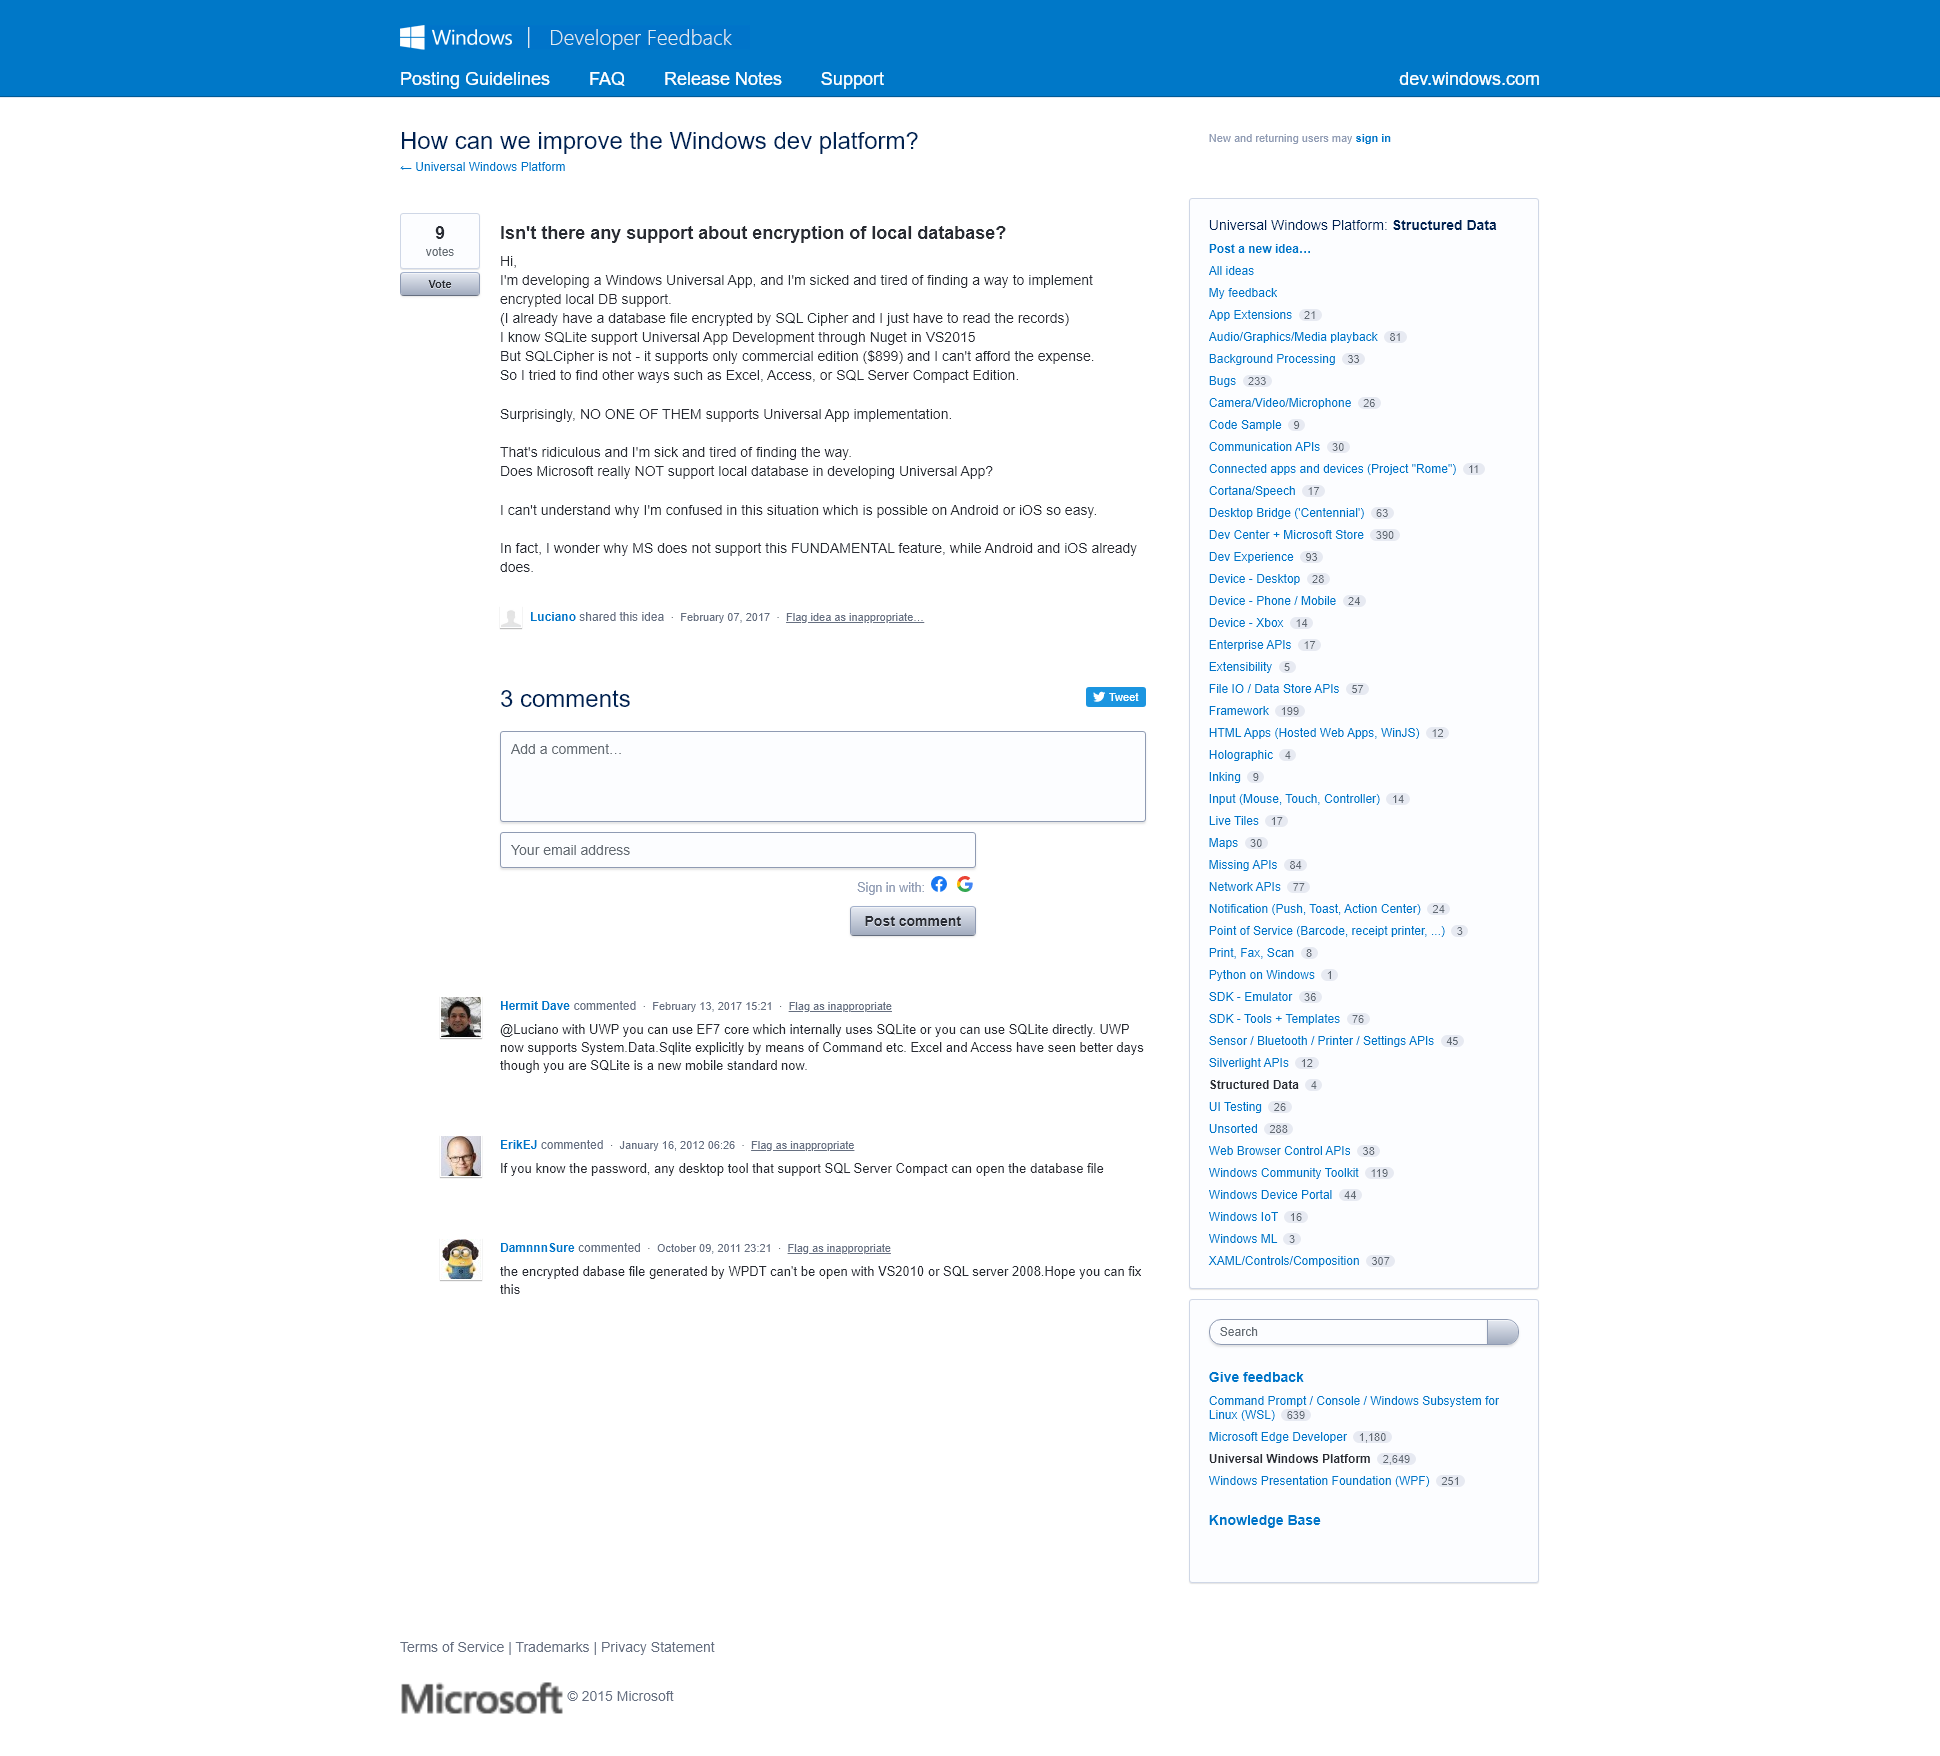 Windows | Developer Feedback
Posting Guidelines FAQ Release Notes Support dev.windows.com
How can we improve the Windows dev platform?
← Universal Windows Platform
New and returning users may sign in
9
votes
Vote
Isn't there any support about encryption of local database?
Hi,
I'm developing a Windows Universal App, and I'm sicked and tired of finding a way to implement
encrypted local DB support.
(I already have a database file encrypted by SQL Cipher and I just have to read the records)
I know SQLite support Universal App Development through Nuget in VS2015
But SQLCipher is not - it supports only commercial edition ($899) and I can't afford the expense.
So I tried to find other ways such as Excel, Access, or SQL Server Compact Edition.
Surprisingly, NO ONE OF THEM supports Universal App implementation.
That's ridiculous and I'm sick and tired of finding the way.
Does Microsoft really NOT support local database in developing Universal App?
I can't understand why I'm confused in this situation which is possible on Android or iOS so easy.
In fact, I wonder why MS does not support this FUNDAMENTAL feature, while Android and iOS already
does.
Luciano shared this idea · February 07, 2017 · Flag idea as inappropriate…
3 comments
Tweet
Add a comment…
Your email address
Sign in with:
Post comment
Hermit Dave commented · February 13, 2017 15:21 · Flag as inappropriate
@Luciano with UWP you can use EF7 core which internally uses SQLite or you can use SQLite directly. UWP
now supports System.Data.Sqlite explicitly by means of Command etc. Excel and Access have seen better days
though you are SQLite is a new mobile standard now.
ErikEJ commented · January 16, 2012 06:26 · Flag as inappropriate
If you know the password, any desktop tool that support SQL Server Compact can open the database file
DamnnnSure commented · October 09, 2011 23:21 · Flag as inappropriate
the encrypted dabase file generated by WPDT can't be open with VS2010 or SQL server 2008.Hope you can fix
this
Universal Windows Platform: Structured Data
Post a new idea…
All ideas
My feedback
App Extensions 21
Audio/Graphics/Media playback 81
Background Processing 33
Bugs 233
Camera/Video/Microphone 26
Code Sample 9
Communication APIs 30
Connected apps and devices (Project "Rome") 11
Cortana/Speech 17
Desktop Bridge ('Centennial') 63
Dev Center + Microsoft Store 390
Dev Experience 93
Device - Desktop 28
Device - Phone / Mobile 24
Device - Xbox 14
Enterprise APIs 17
Extensibility 5
File IO / Data Store APIs 57
Framework 199
HTML Apps (Hosted Web Apps, WinJS) 12
Holographic 4
Inking 9
Input (Mouse, Touch, Controller) 14
Live Tiles 17
Maps 30
Missing APIs 84
Network APIs 77
Notification (Push, Toast, Action Center) 24
Point of Service (Barcode, receipt printer, ...) 3
Print, Fax, Scan 8
Python on Windows 1
SDK - Emulator 36
SDK - Tools + Templates 76
Sensor / Bluetooth / Printer / Settings APIs 45
Silverlight APIs 12
Structured Data 4
UI Testing 26
Unsorted 288
Web Browser Control APIs 38
Windows Community Toolkit 119
Windows Device Portal 44
Windows IoT 16
Windows ML 3
XAML/Controls/Composition 307
Search
Give feedback
Command Prompt / Console / Windows Subsystem for
Linux (WSL) 639
Microsoft Edge Developer 1,180
Universal Windows Platform 2,649
Windows Presentation Foundation (WPF) 251
Knowledge Base
Terms of Service | Trademarks | Privacy Statement
Microsoft © 2015 Microsoft